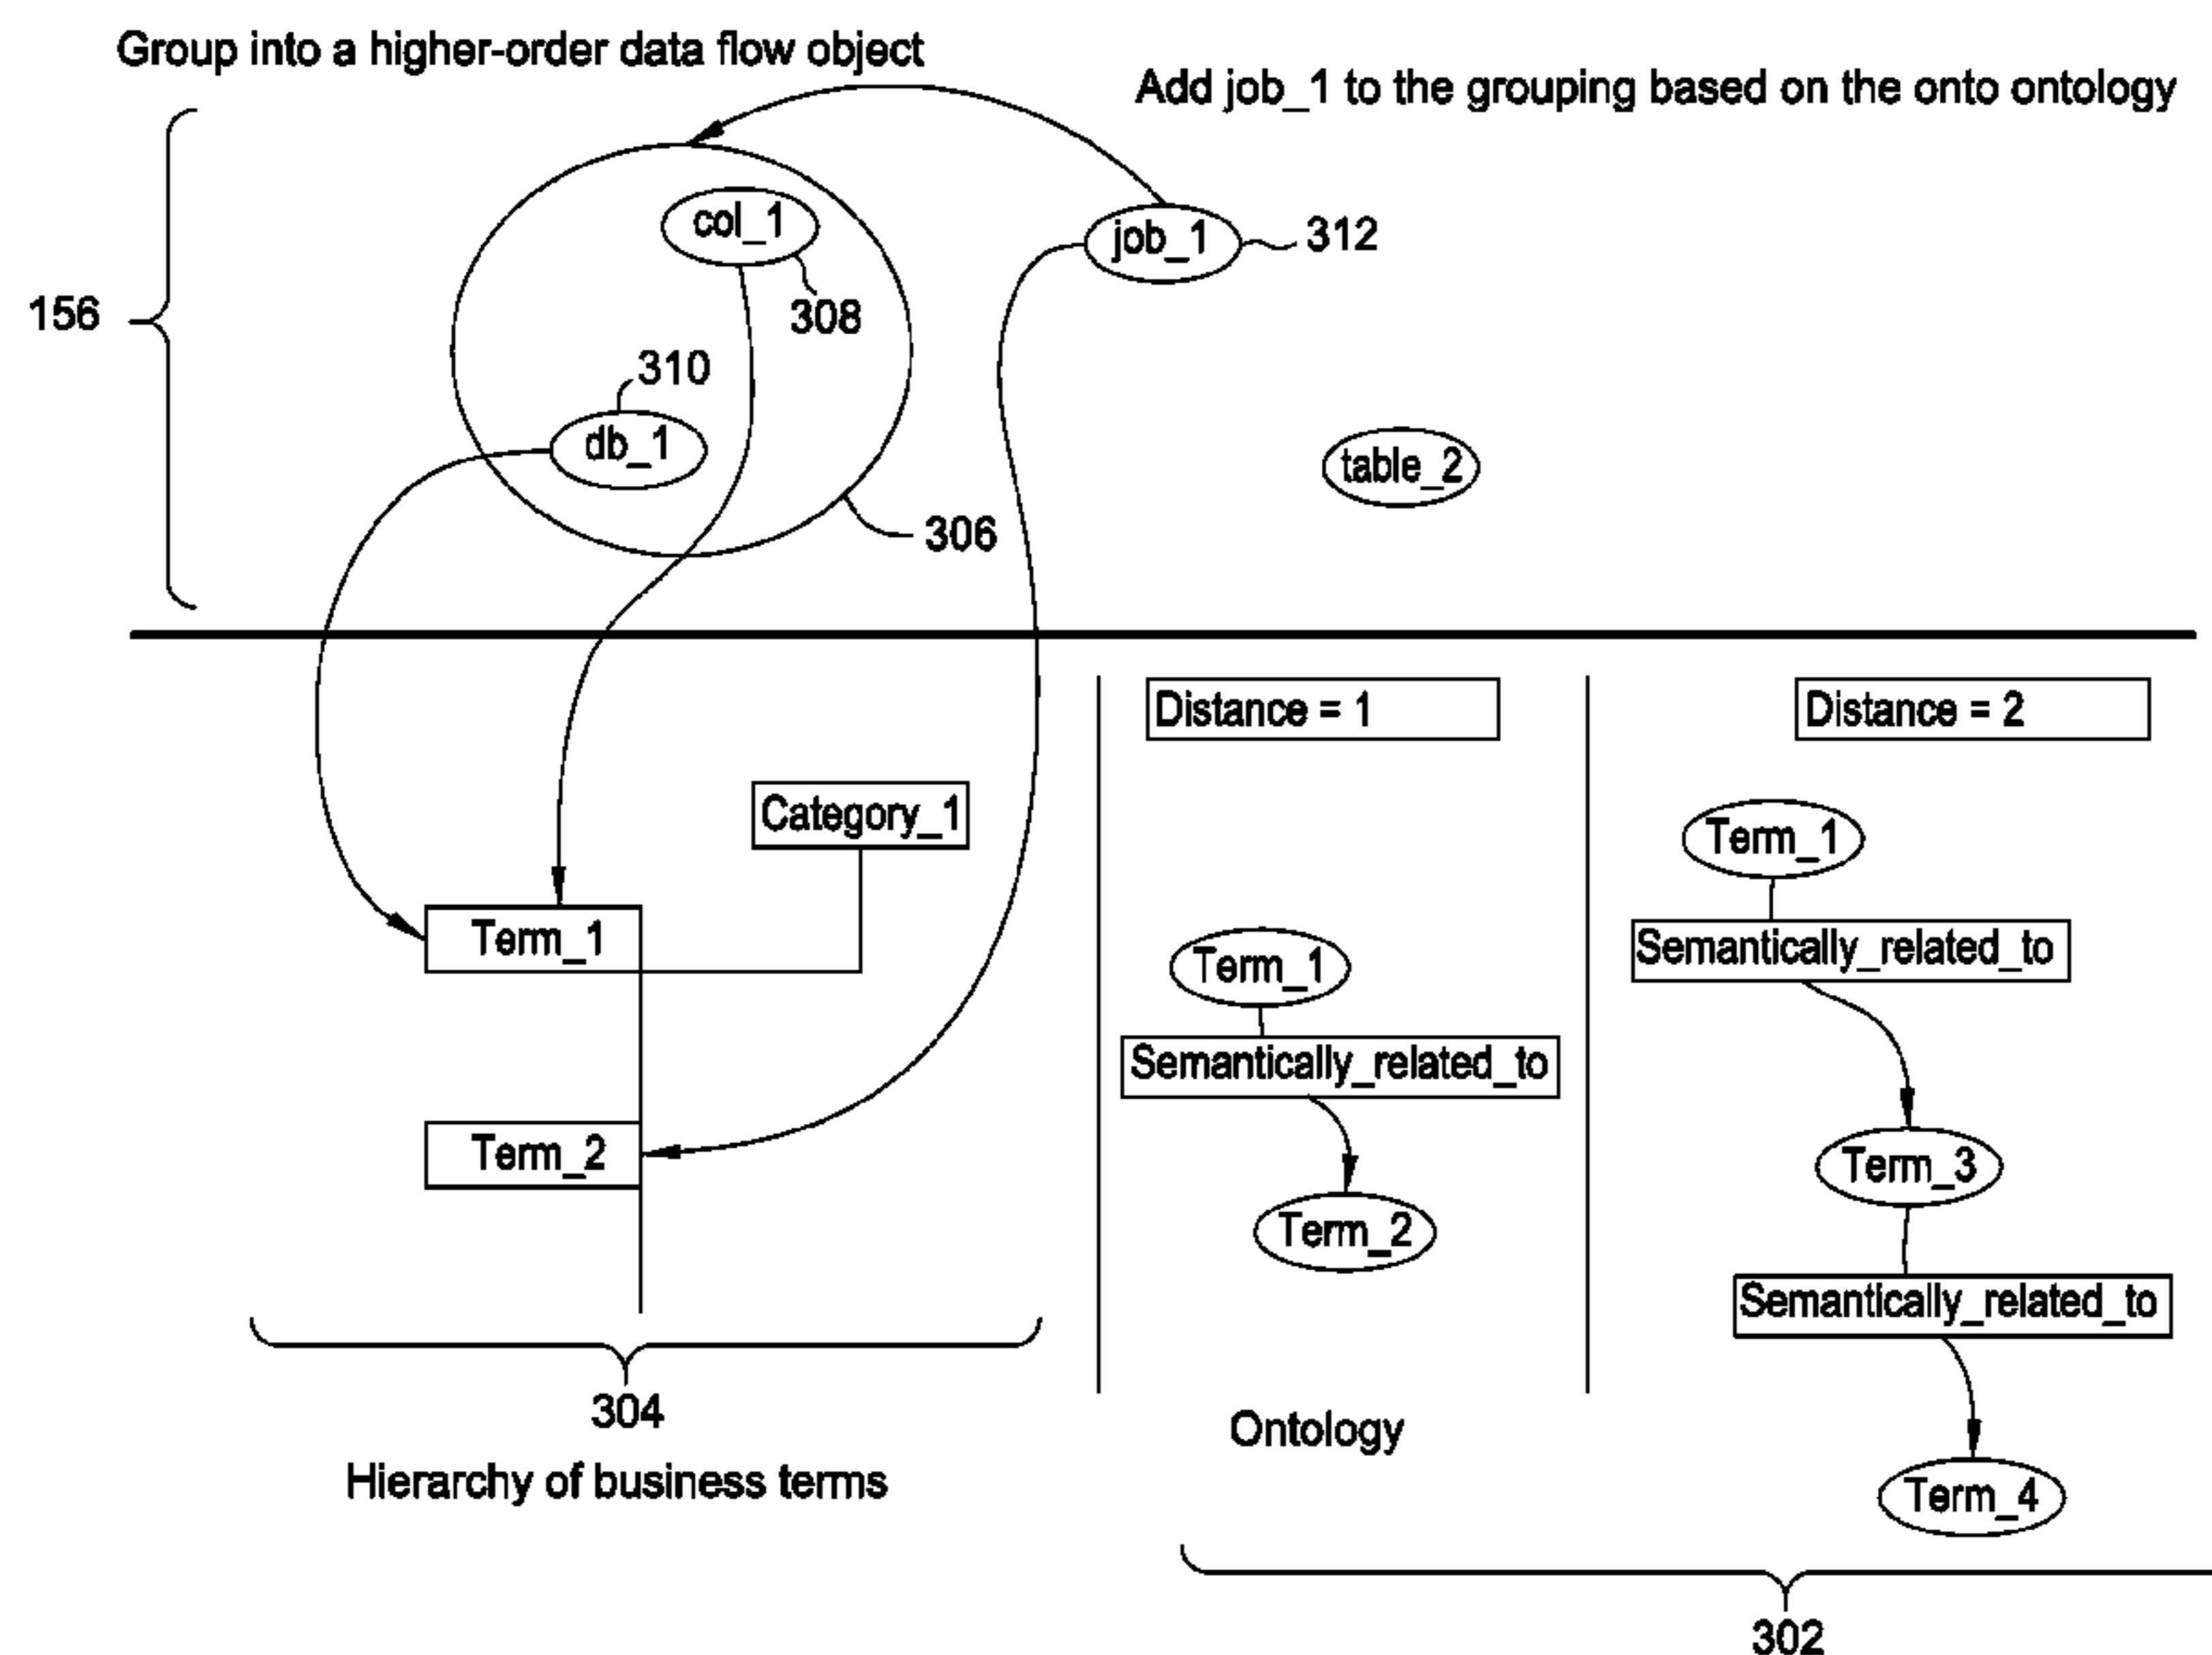 Group into a higher-order data flow object
Add job_1 to the grouping based on the onto ontology
col_1
job_1
312
308
156
310
db_1
table_2
306
Distance = 1
Distance = 2
Category_1
Term_1
Term_1
Semantically_related_to
Term_1
Semantically_related_to
Term_2
Term_3
Term_2
Semantically_related_to
304
Ontology
Hierarchy of business terms
Term_4
302